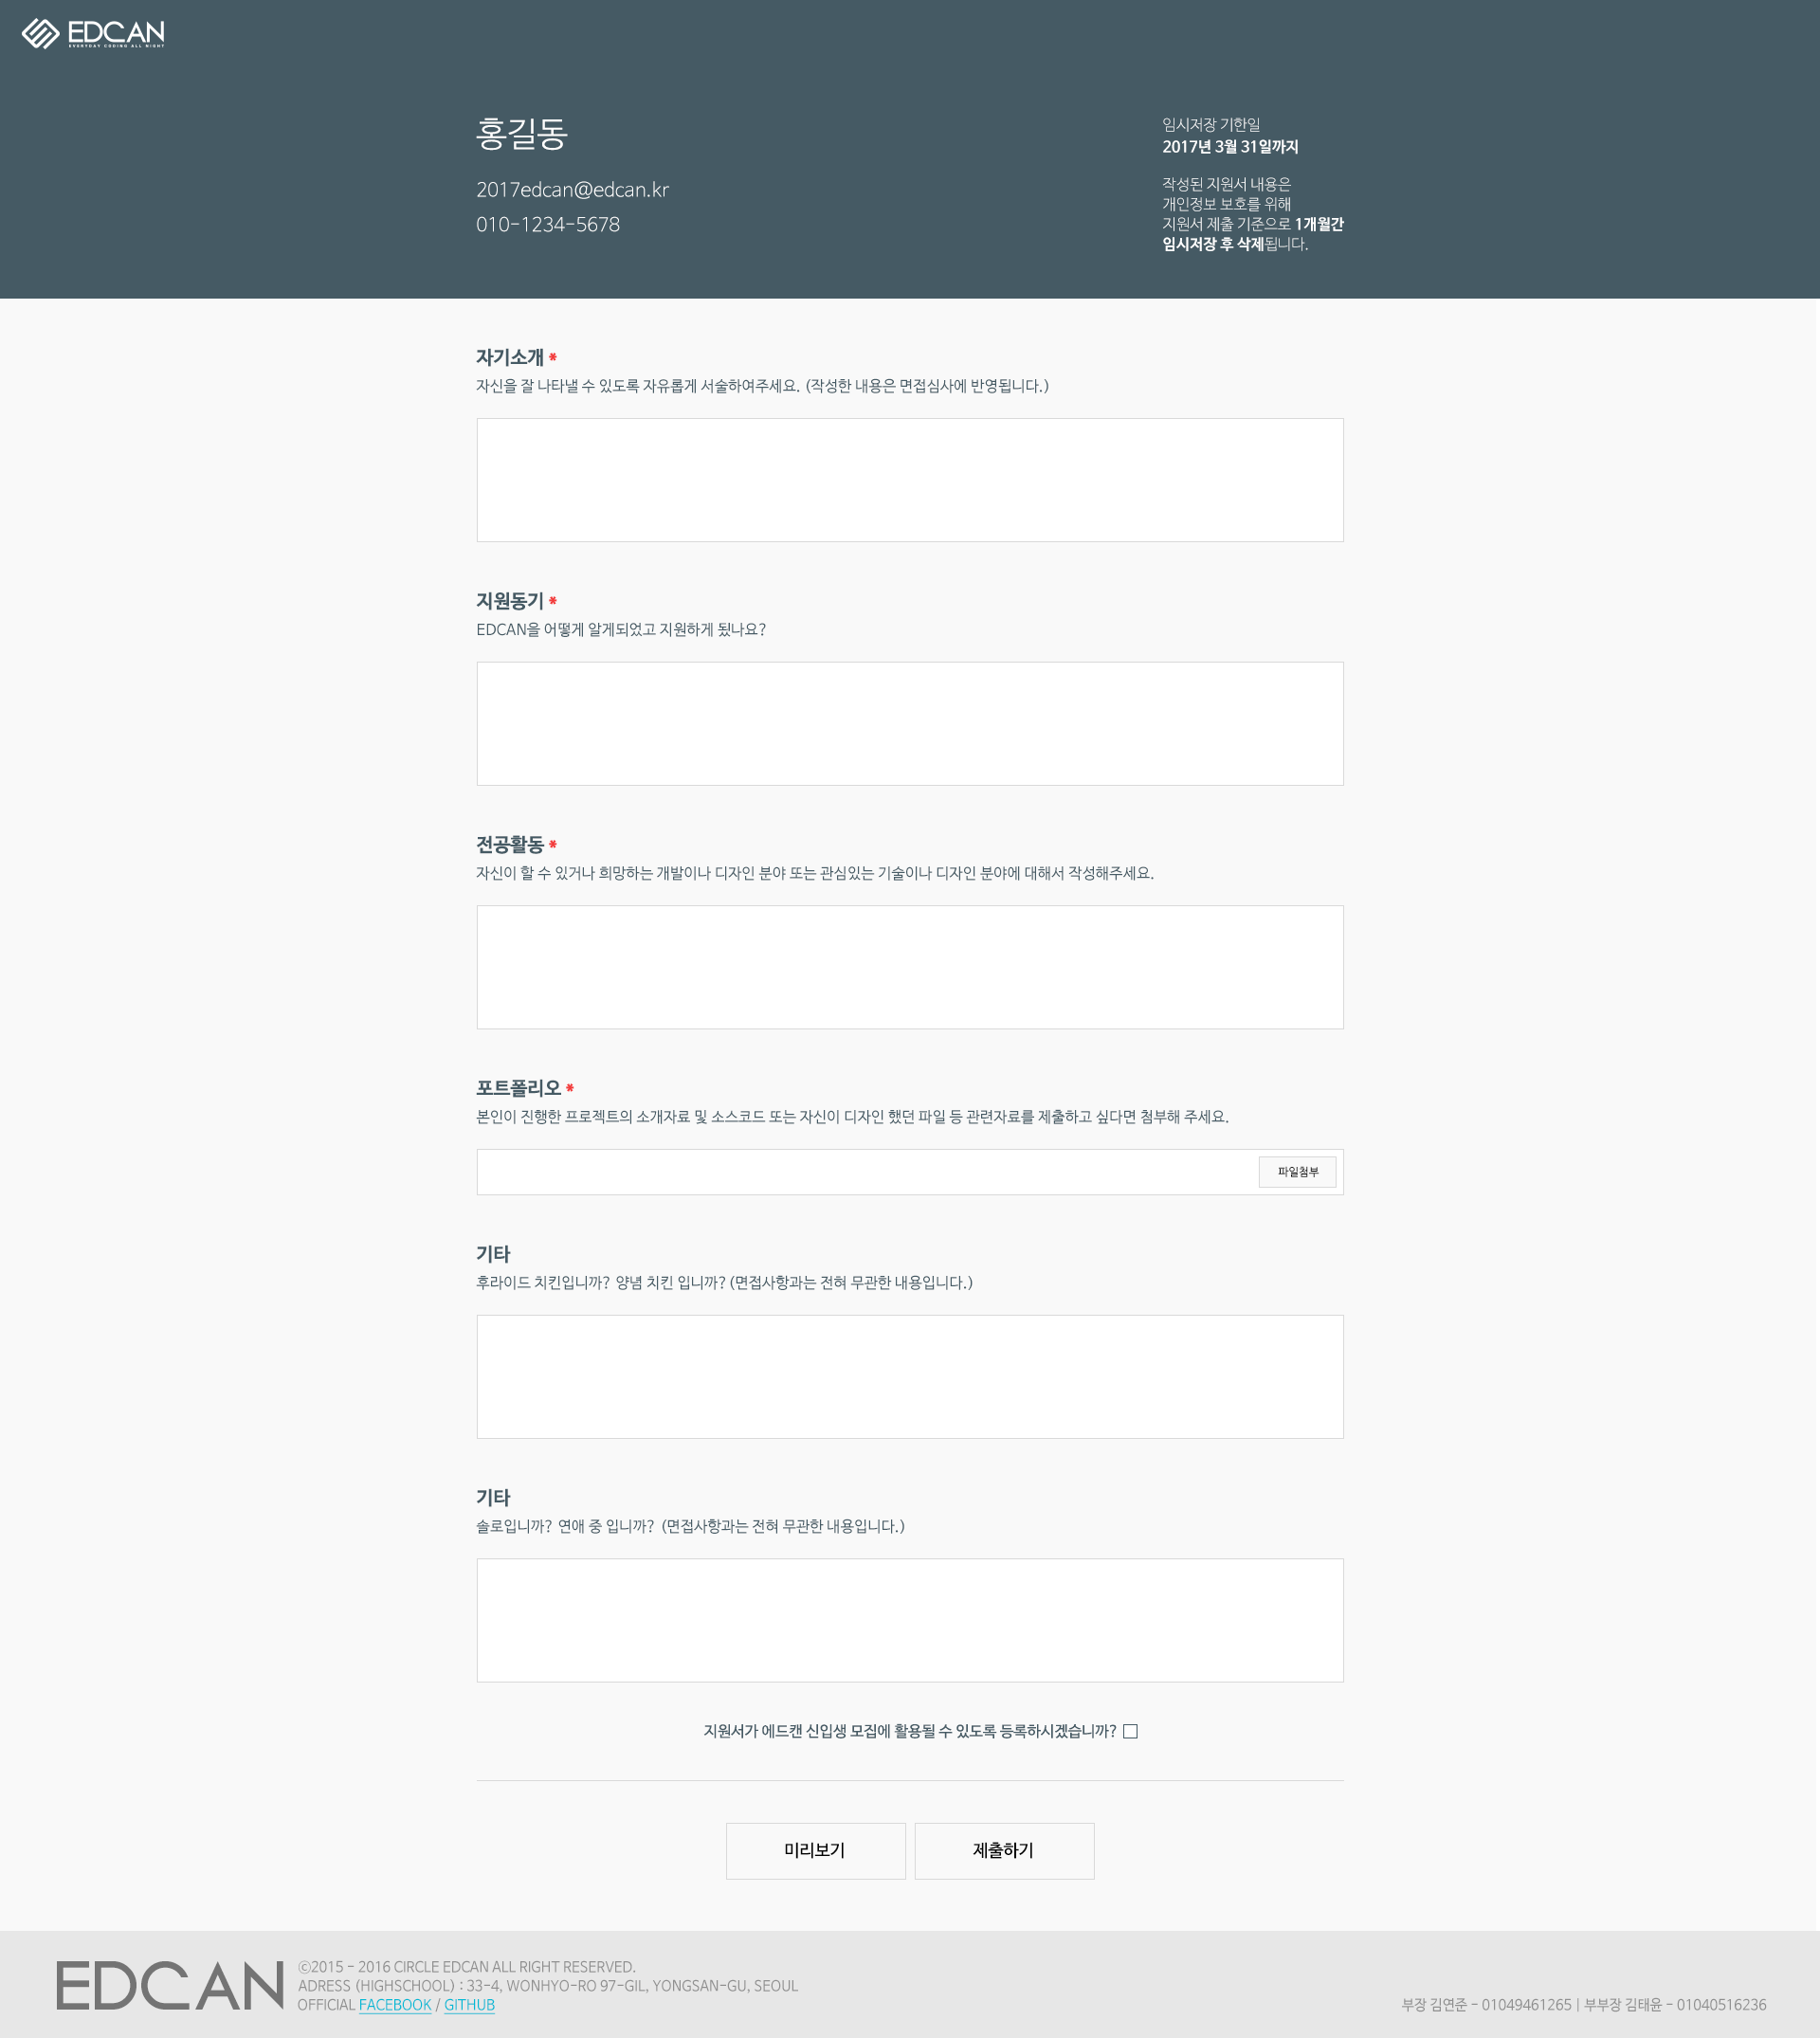 EDCAN
EVERYDAY CODING ALL NIGHT
홍길동
2017edcan@edcan.kr
010-1234-5678
임시저장 기한일
2017년 3월 31일까지
작성된 지원서 내용은
개인정보 보호를 위해
지원서 제출 기준으로 1개월간
임시저장 후 삭제됩니다.
자기소개 *
자신을 잘 나타낼 수 있도록 자유롭게 서술하여주세요. (작성한 내용은 면접심사에 반영됩니다.)
지원동기 *
EDCAN을 어떻게 알게되었고 지원하게 됐나요?
전공활동 *
자신이 할 수 있거나 희망하는 개발이나 디자인 분야 또는 관심있는 기술이나 디자인 분야에 대해서 작성해주세요.
포트폴리오 *
본인이 진행한 프로젝트의 소개자료 및 소스코드 또는 자신이 디자인 했던 파일 등 관련자료를 제출하고 싶다면 첨부해 주세요.
파일첨부
기타
후라이드 치킨입니까? 양념 치킨 입니까? (면접사항과는 전혀 무관한 내용입니다.)
기타
솔로입니까? 연애 중 입니까? (면접사항과는 전혀 무관한 내용입니다.)
지원서가 에드캔 신입생 모집에 활용될 수 있도록 등록하시겠습니까?
미리보기 제출하기
EDCAN
©2015 - 2016 CIRCLE EDCAN ALL RIGHT RESERVED.
ADRESS (HIGHSCHOOL) : 33-4, WONHYO-RO 97-GIL, YONGSAN-GU, SEOUL
OFFICIAL FACEBOOK / GITHUB
부장 김연준 - 01049461265 | 부부장 김태윤 - 01040516236